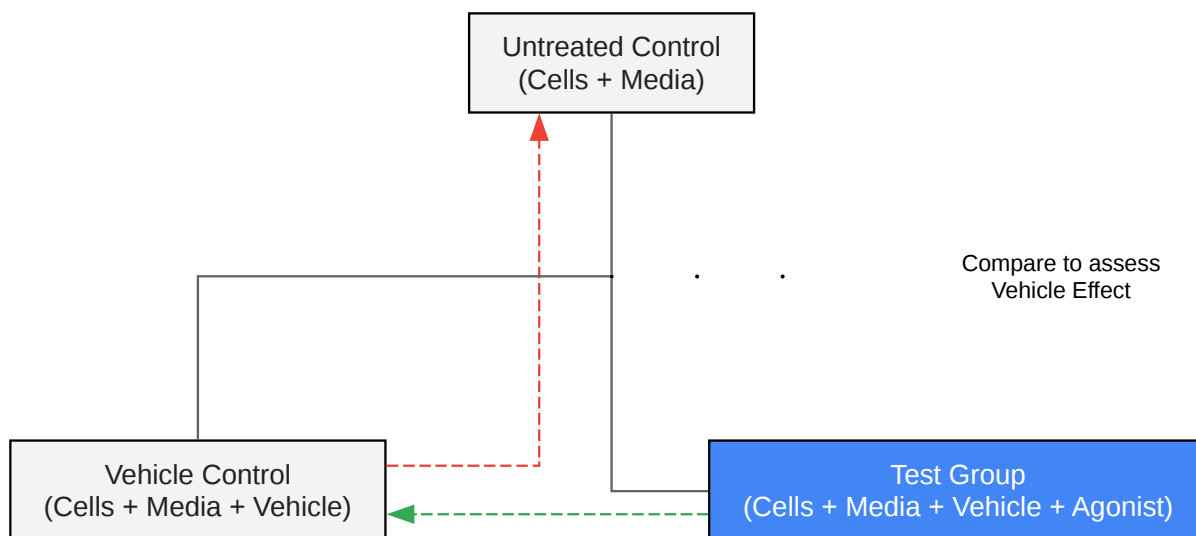 Untreated Control
(Cells + Media)
Compare to assess
Vehicle Effect
Vehicle Control
(Cells + Media + Vehicle)
Test Group
(Cells + Media + Vehicle + Agonist)